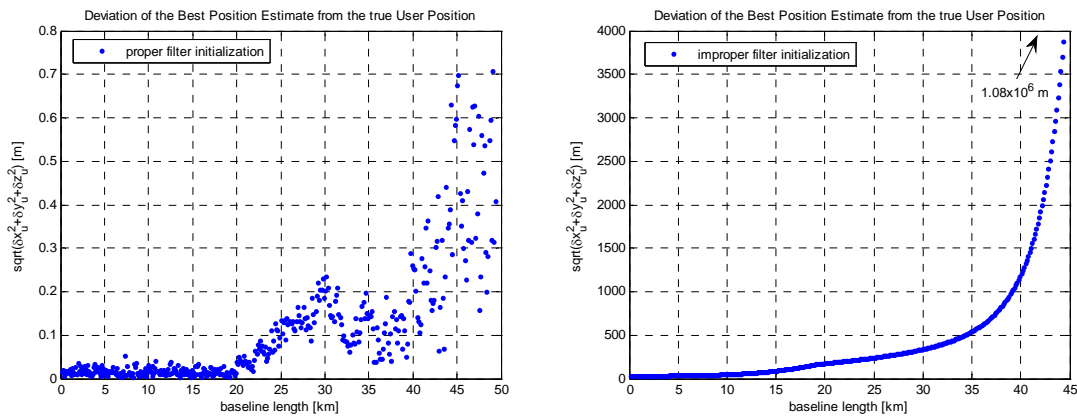 Deviation of the Best Position Estimate from the true User Position
proper filter initialization
0.8
0.7
0.6
0.5
0.4
0.3
0.2
0.1
0
sqrt(δx_u^2+δy_u^2+δz_u^2) [m]
0 5 10 15 20 25 30 35 40 45 50
baseline length [km]
Deviation of the Best Position Estimate from the true User Position
improper filter initialization
1.08x10^6 m
4000
3500
3000
2500
2000
1500
1000
500
0
sqrt(δx_u^2+δy_u^2+δz_u^2) [m]
0 5 10 15 20 25 30 35 40 45
baseline length [km]